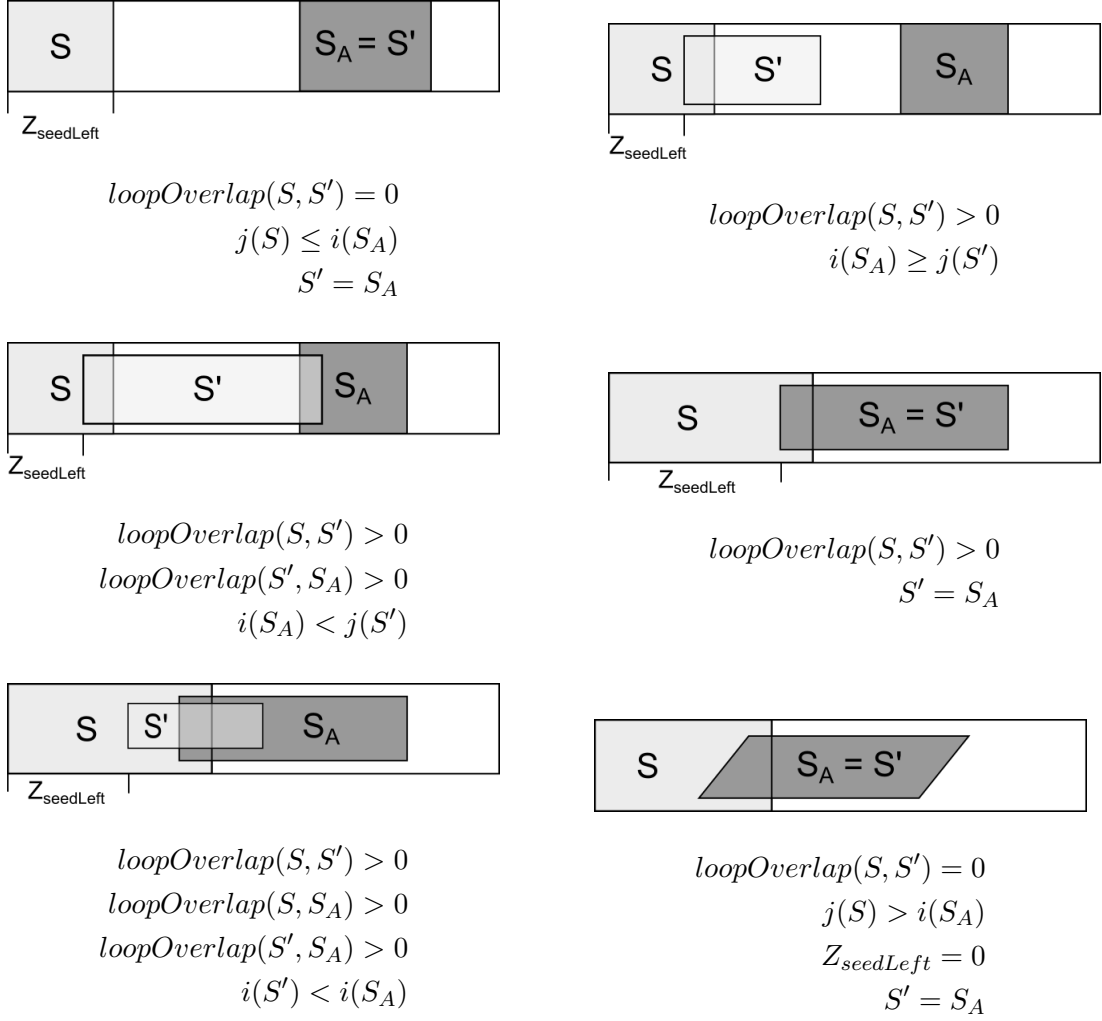 S
S_A = S'
Z_seedLeft
loopOverlap(S, S′) = 0
j(S) ≤ i(S_A)
S′ = S_A
S
S'
S_A
Z_seedLeft
loopOverlap(S, S′) > 0
i(S_A) ≥ j(S′)
S
S'
S_A
Z_seedLeft
loopOverlap(S, S′) > 0
loopOverlap(S′, S_A) > 0
i(S_A) < j(S′)
S
S_A = S'
Z_seedLeft
loopOverlap(S, S′) > 0
S′ = S_A
S
S'
S_A
Z_seedLeft
loopOverlap(S, S′) > 0
loopOverlap(S, S_A) > 0
loopOverlap(S′, S_A) > 0
i(S′) < i(S_A)
S
S_A = S'
loopOverlap(S, S′) = 0
j(S) > i(S_A)
Z_seedLeft = 0
S′ = S_A